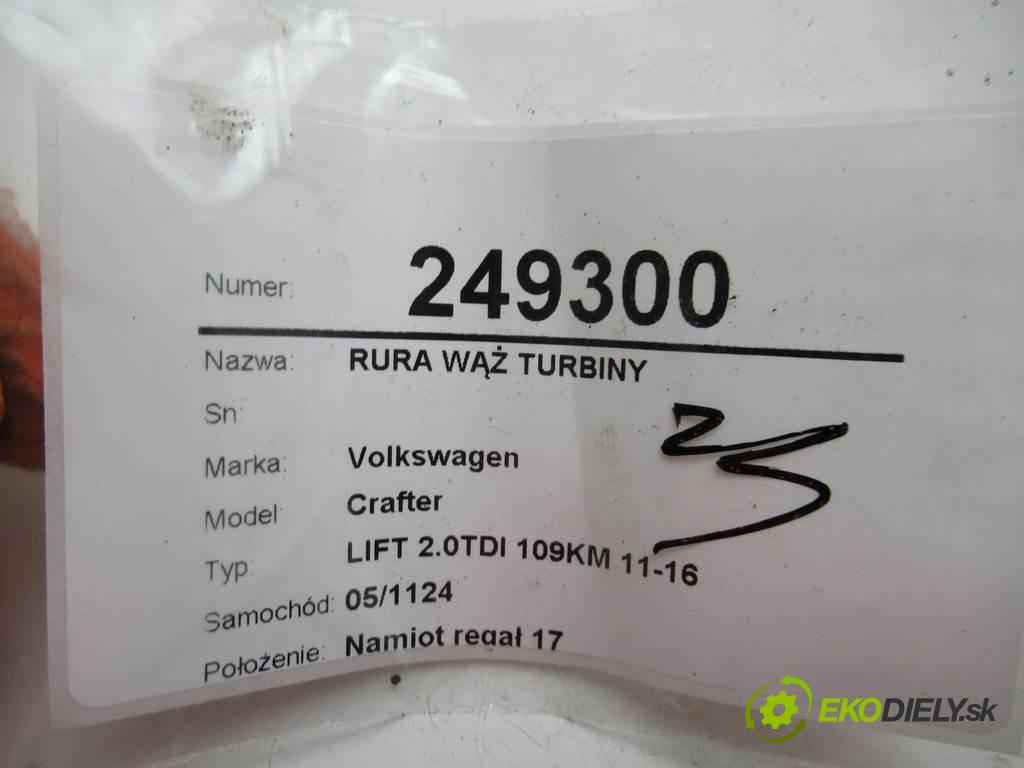 Numer: 249300
Nazwa: RURA WĄŻ TURBINY
Sn
Marka: Volkswagen
Model Crafter
Typ: LIFT 2.0TDI 109KM 11-16
Samochód: 05/1124
Położenie: Namiot regał 17
EKODIELY.sk